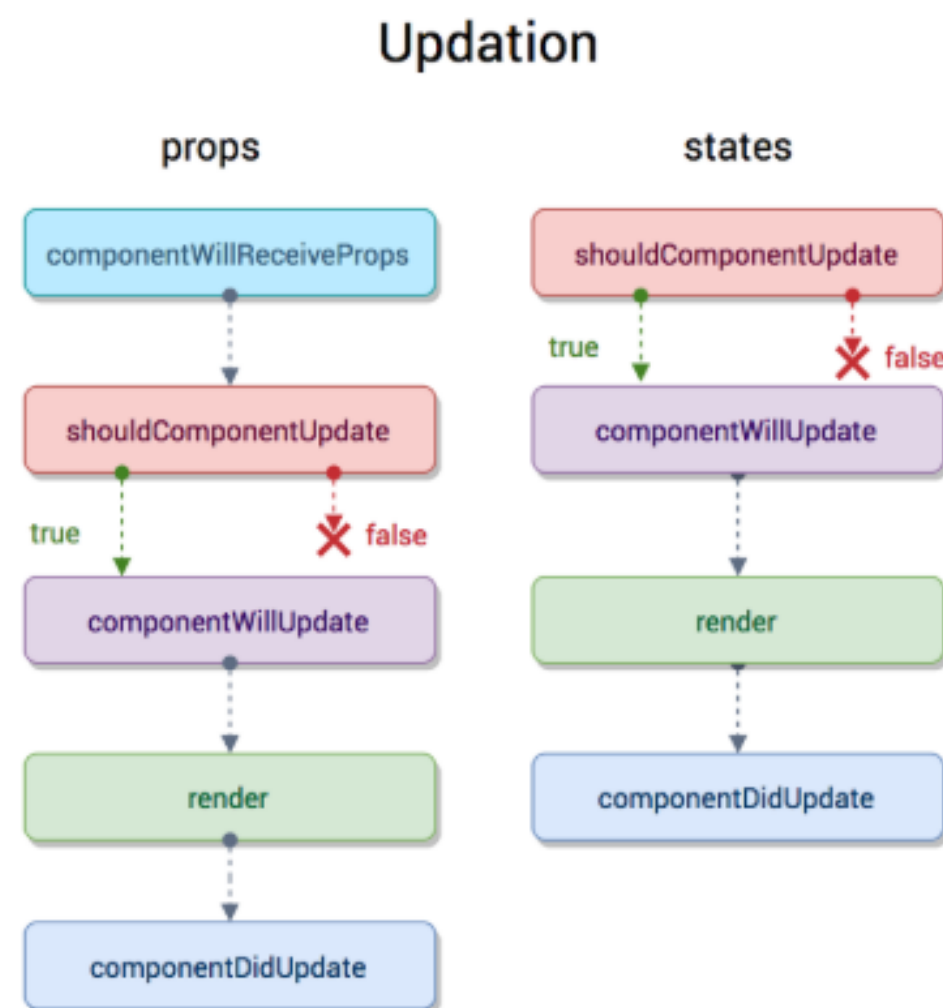 Updation
props
componentWillReceiveProps
shouldComponentUpdate
true
false
componentWillUpdate
render
componentDidUpdate
states
shouldComponentUpdate
true
false
componentWillUpdate
render
componentDidUpdate